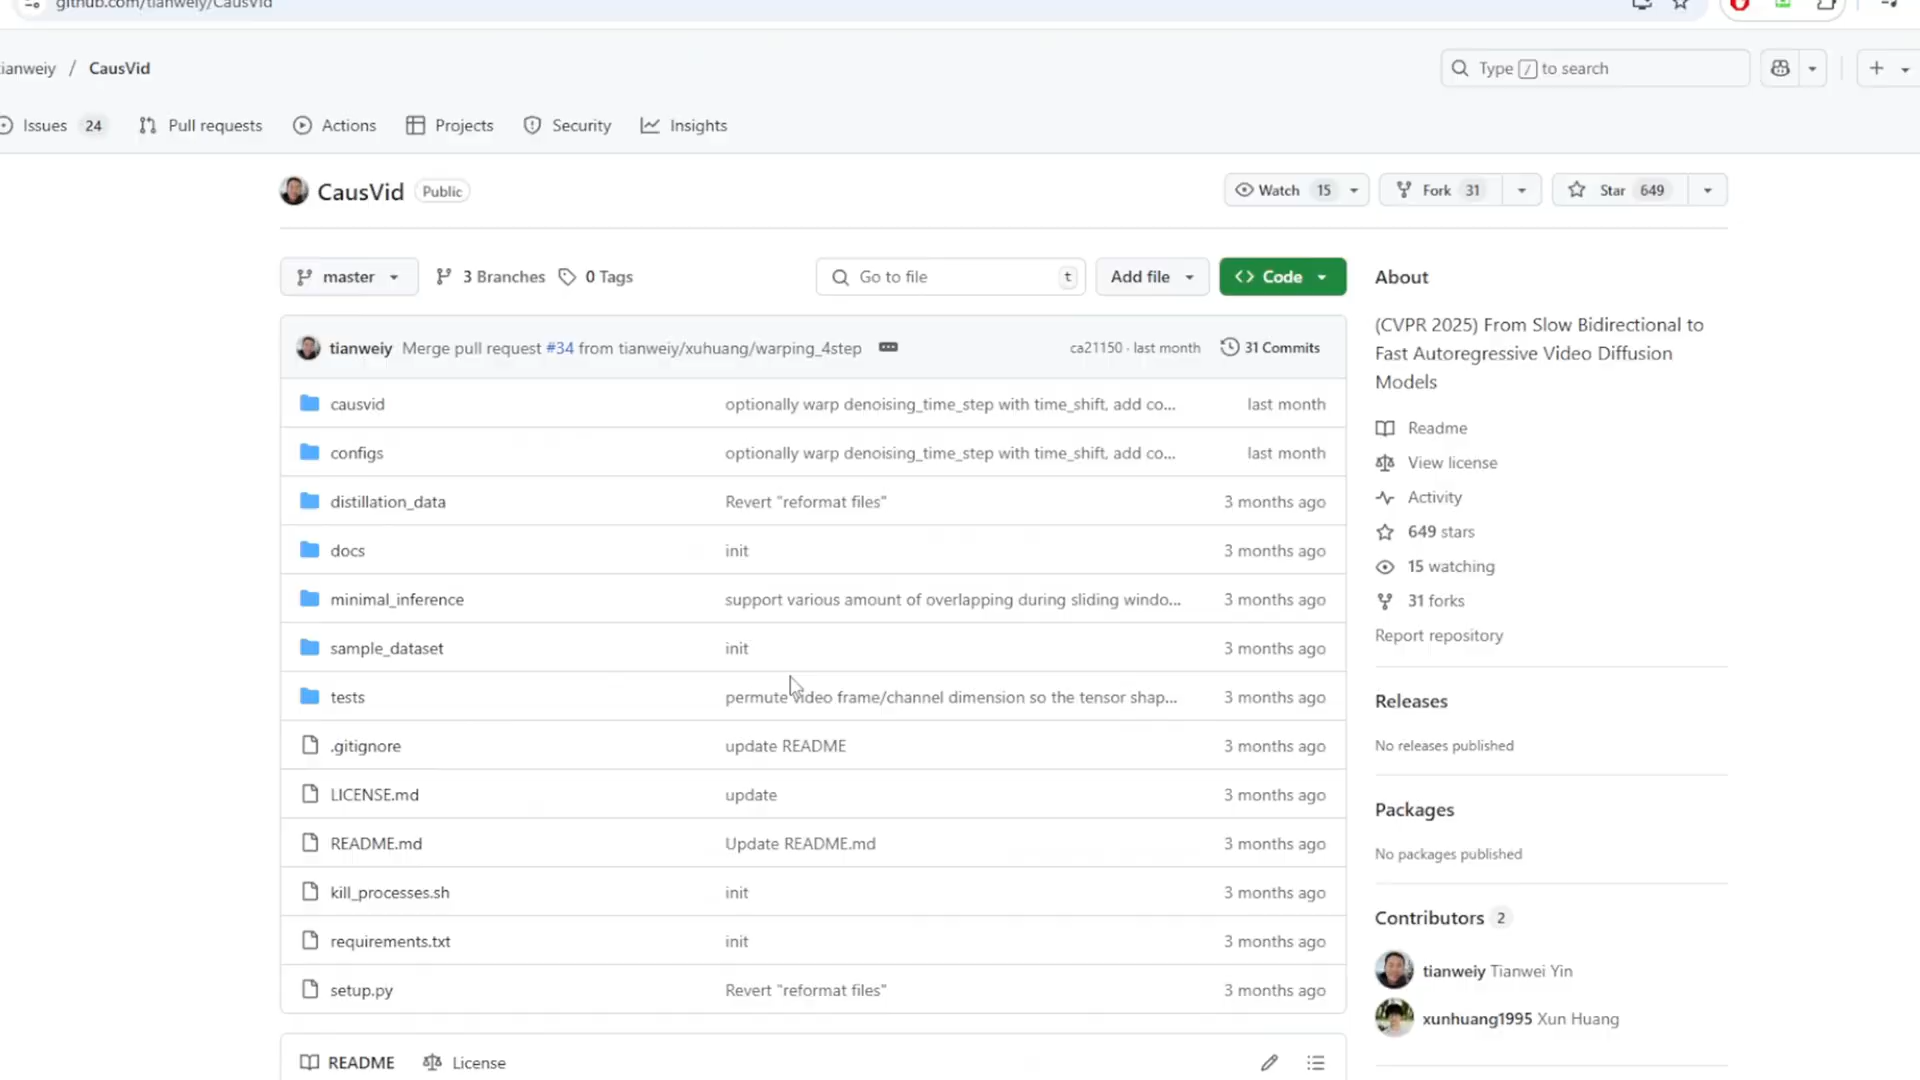 github.com/tianweiy/CausVid
ianweiy / CausVid
Type / to search
Issues 24 Pull requests Actions Projects Security Insights
CausVid Public
Watch 15 Fork 31 Star 649
master 3 Branches 0 Tags Go to file t Add file Code
tianweiy Merge pull request #34 from tianweiy/xuhuang/warping_4step ca21150 · last month 31 Commits
causvid optionally warp denoising_time_step with time_shift, add co... last month
configs optionally warp denoising_time_step with time_shift, add co... last month
distillation_data Revert "reformat files" 3 months ago
docs init 3 months ago
minimal_inference support various amount of overlapping during sliding windo... 3 months ago
sample_dataset init 3 months ago
tests permute video frame/channel dimension so the tensor shap... 3 months ago
.gitignore update README 3 months ago
LICENSE.md update 3 months ago
README.md Update README.md 3 months ago
kill_processes.sh init 3 months ago
requirements.txt init 3 months ago
setup.py Revert "reformat files" 3 months ago
README License
About
(CVPR 2025) From Slow Bidirectional to
Fast Autoregressive Video Diffusion
Models
Readme
View license
Activity
649 stars
15 watching
31 forks
Report repository
Releases
No releases published
Packages
No packages published
Contributors 2
tianweiy Tianwei Yin
xunhuang1995 Xun Huang